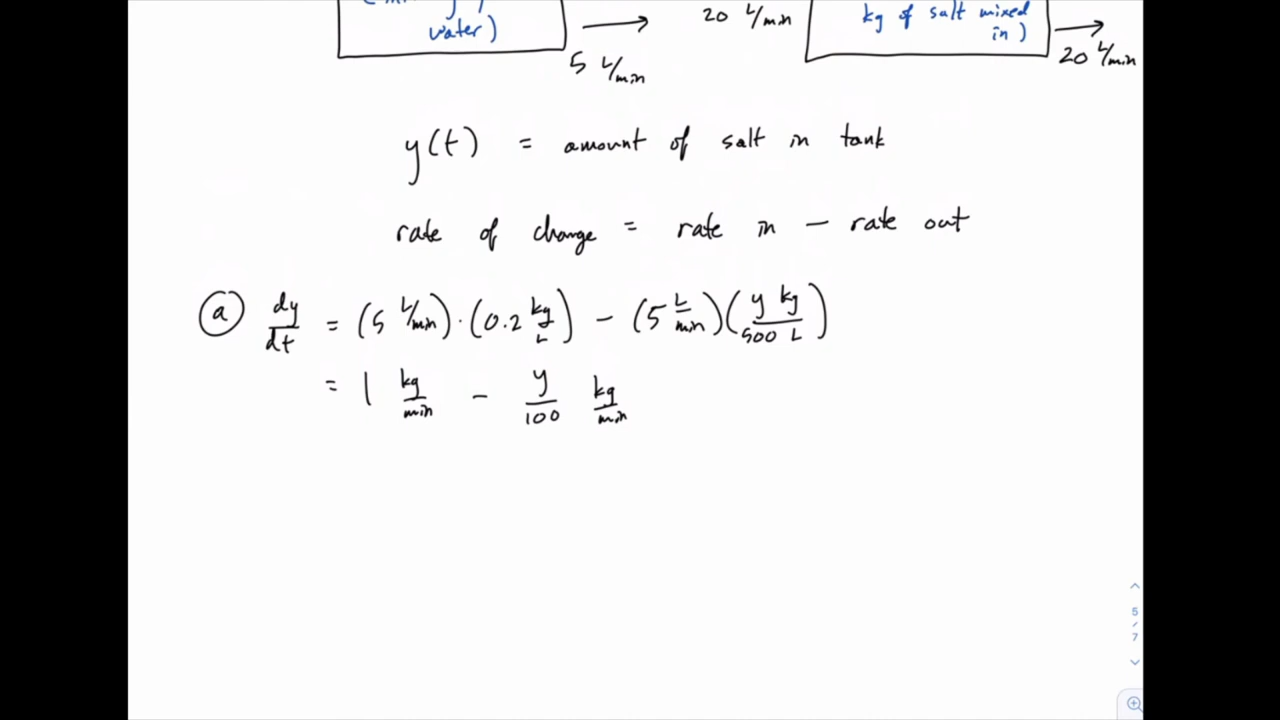 water)
5 L/min
20 L/min
kg of salt mixed
in)
20 L/min
y(t) = amount of salt in tank
rate of change = rate in − rate out
(a) dy/dt = (5 L/min)·(0.2 kg/L) − (5 L/min)(y kg/500 L)
= 1 kg/min − y/100 kg/min
5
/
7